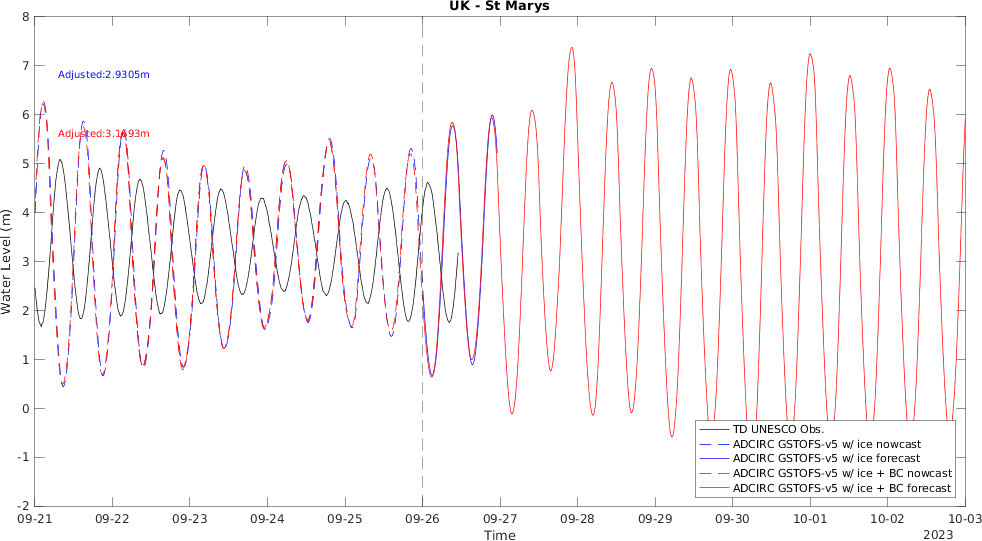 UK - St Marys
8
7
6
5
4
3
2
1
0
-1
-2
Water Level (m)
Adjusted:2.9305m
Adjusted:3.1693m
TD UNESCO Obs.
ADCIRC GSTOFS-v5 w/ ice nowcast
ADCIRC GSTOFS-v5 w/ ice forecast
ADCIRC GSTOFS-v5 w/ ice + BC nowcast
ADCIRC GSTOFS-v5 w/ ice + BC forecast
09-21 09-22 09-23 09-24 09-25 09-26 09-27 09-28 09-29 09-30 10-01 10-02 10-03
Time
2023